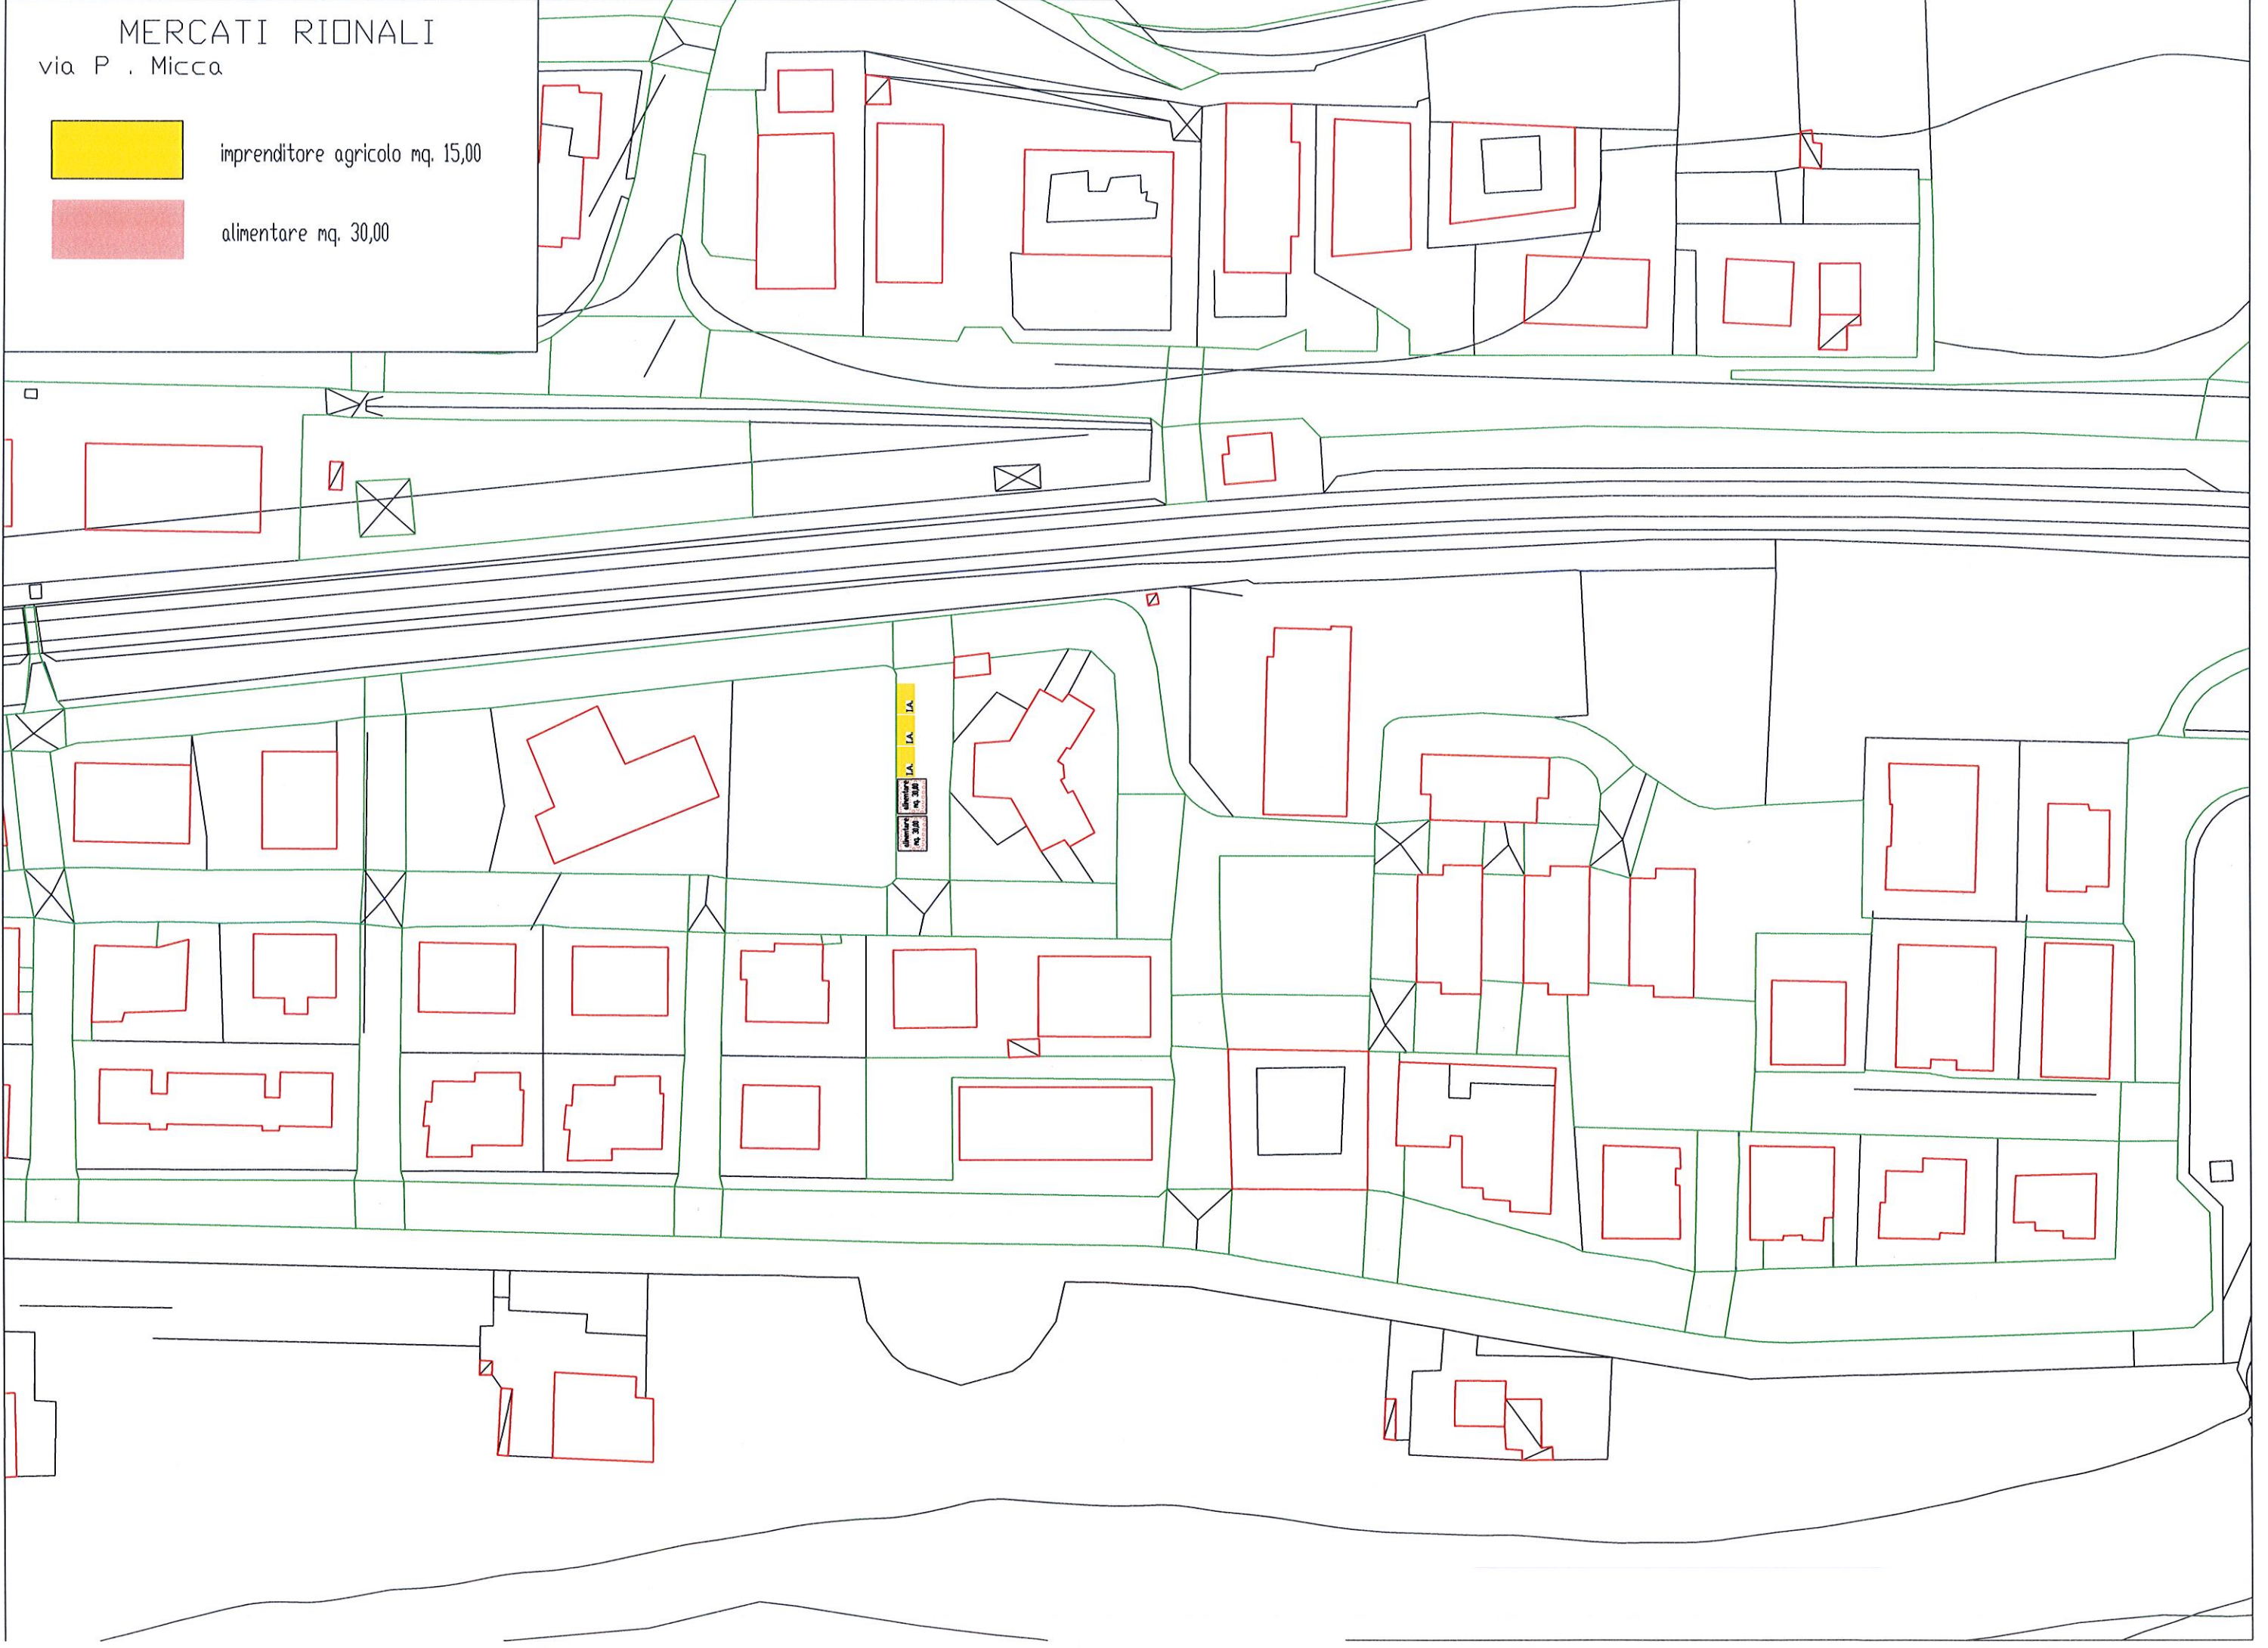 MERCATI RIONALI
via P . Micca
imprenditore agricolo mq. 15,00
alimentare mq. 30,00
I.A.
I.A.
I.A.
alimentare
mq. 30,00
alimentare
mq. 30,00